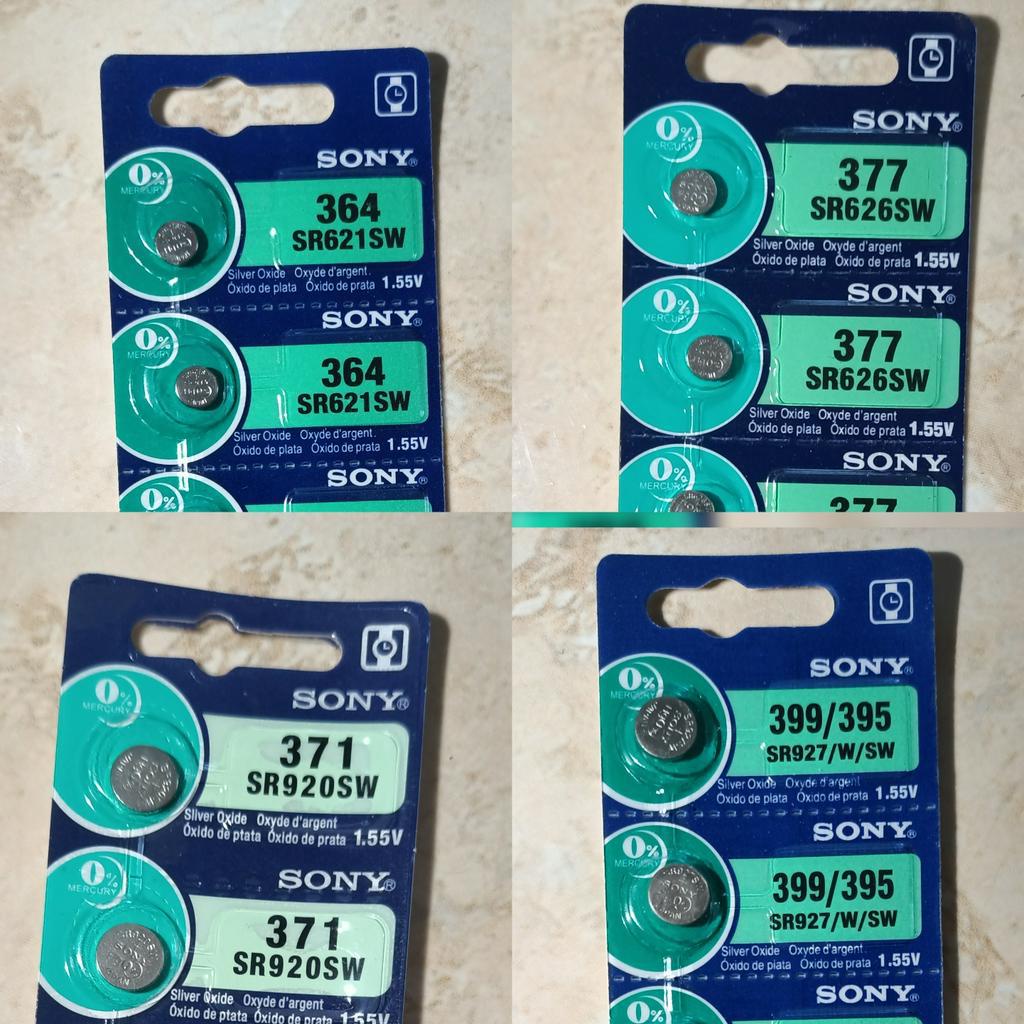 0%
MERCURY
SONY®
364
SR621SW
Silver Oxide Oxyde d'argent.
Óxido de plata Óxido de prata 1.55V
SONY®
0%
MERCURY
364
SR621SW
Silver Oxide Oxyde d'argent.
Óxido de plata Óxido de prata 1.55V
SONY
0%
SONY®
0%
MERCURY
377
SR626SW
Silver Oxide Oxyde d'argent
Óxido de plata Óxido de prata 1.55V
SONY®
0%
MERCURY
377
SR626SW
Silver Oxide Oxyde d'argent
Óxido de plata Óxido de prata 1.55V
SONY®
0%
MERCURY
377
0%
MERCURY
SONY®
371
SR920SW
Silver Oxide Oxyde d'argent
Óxido de ptata Óxido de prata 1.55V
SONY®
0%
MERCURY
371
SR920SW
SONY
Silver Oxide Oxyde d'argent
Óxido de plata Óxido de prata 1.55V
SONY®
0%
MERCURY
399/395
SR927/W/SW
Silver Oxide Oxyde d'argent
Óxido de plata Óxido de prata 1.55V
SONY®
0%
MERCURY
399/395
SR927/W/SW
Silver Oxide Oxyde d'argent
Óxido de plata Óxido de prata 1.55V
SONY®
0%